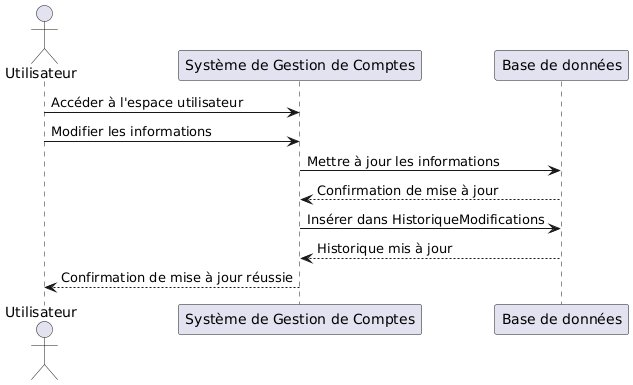 Utilisateur
Système de Gestion de Comptes
Base de données
Accéder à l'espace utilisateur
Modifier les informations
Mettre à jour les informations
Confirmation de mise à jour
Insérer dans HistoriqueModifications
Historique mis à jour
Confirmation de mise à jour réussie
Utilisateur
Système de Gestion de Comptes
Base de données